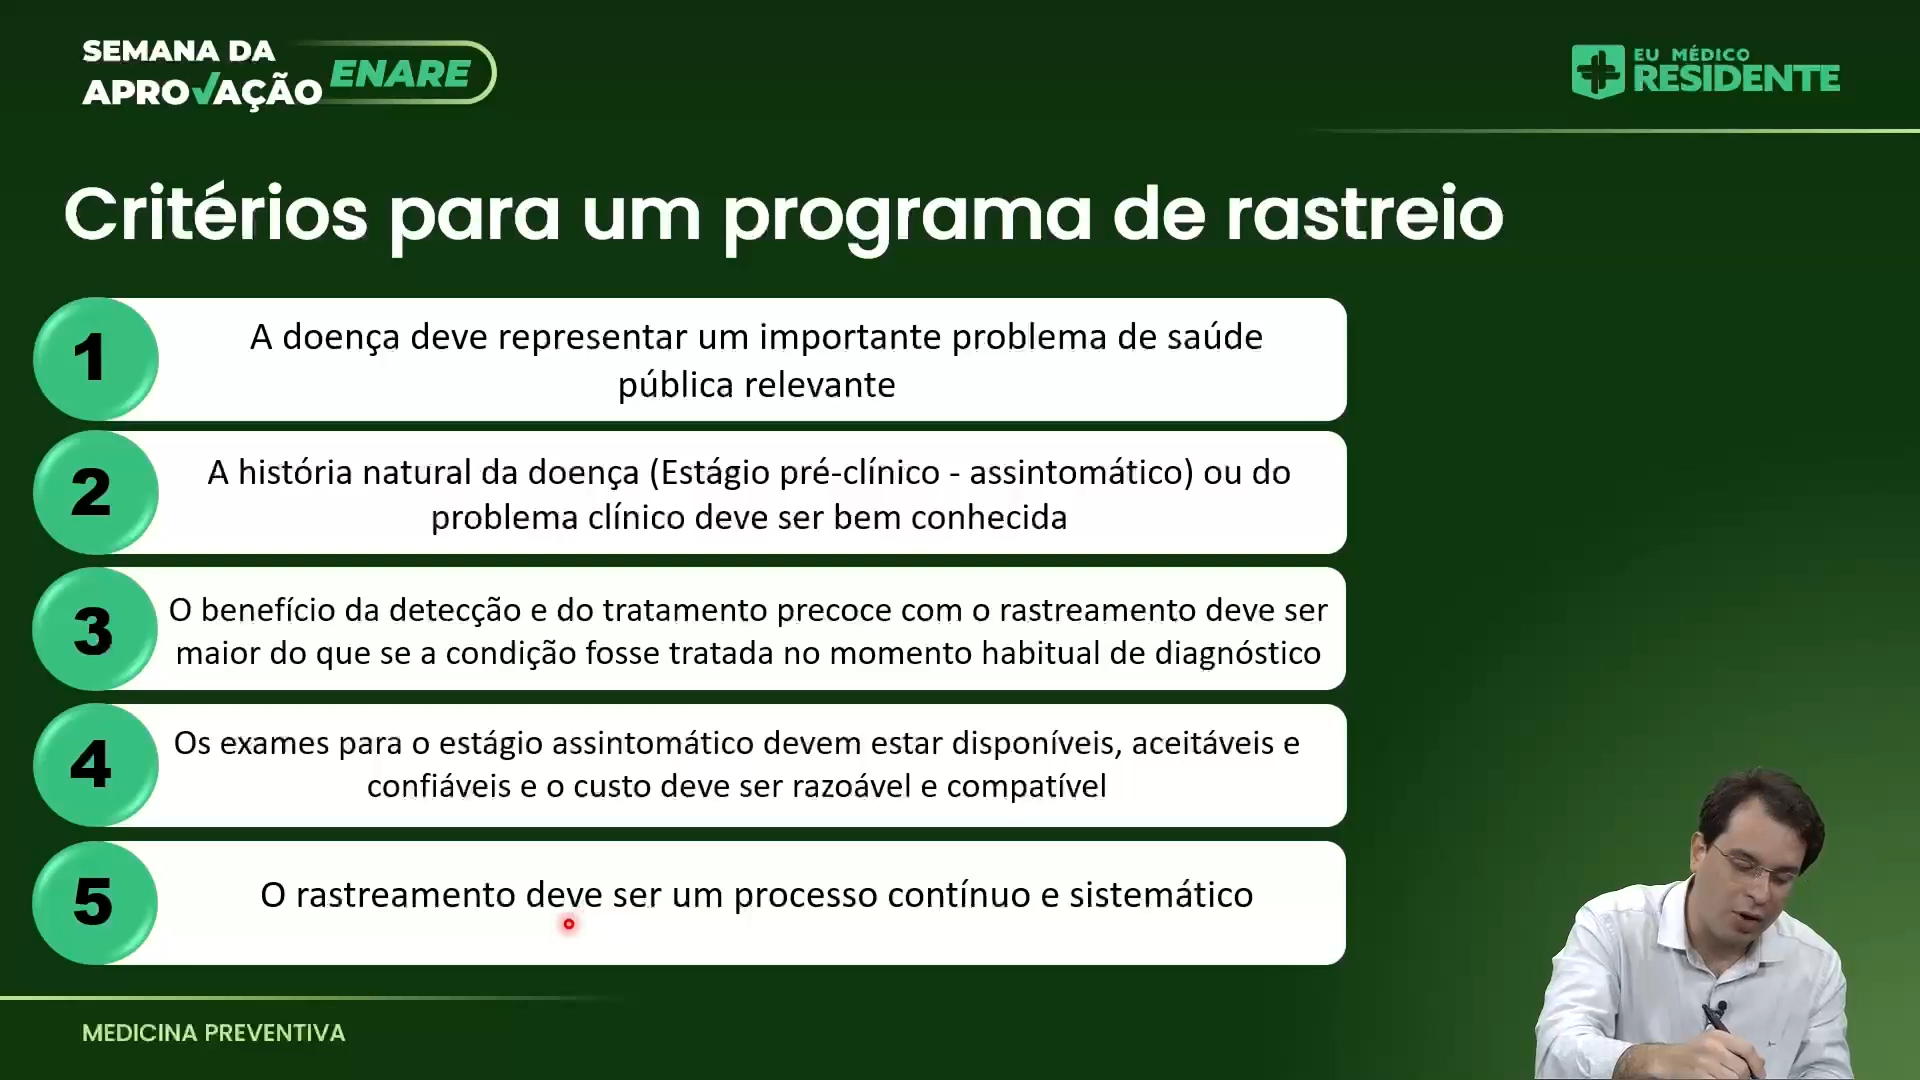 SEMANA DA
APROVAÇÃO ENARE
EU MÉDICO
RESIDENTE
Critérios para um programa de rastreio
1
A doença deve representar um importante problema de saúde
pública relevante
2
A história natural da doença (Estágio pré-clínico - assintomático) ou do
problema clínico deve ser bem conhecida
3
O benefício da detecção e do tratamento precoce com o rastreamento deve ser
maior do que se a condição fosse tratada no momento habitual de diagnóstico
4
Os exames para o estágio assintomático devem estar disponíveis, aceitáveis e
confiáveis e o custo deve ser razoável e compatível
5
O rastreamento deve ser um processo contínuo e sistemático
MEDICINA PREVENTIVA